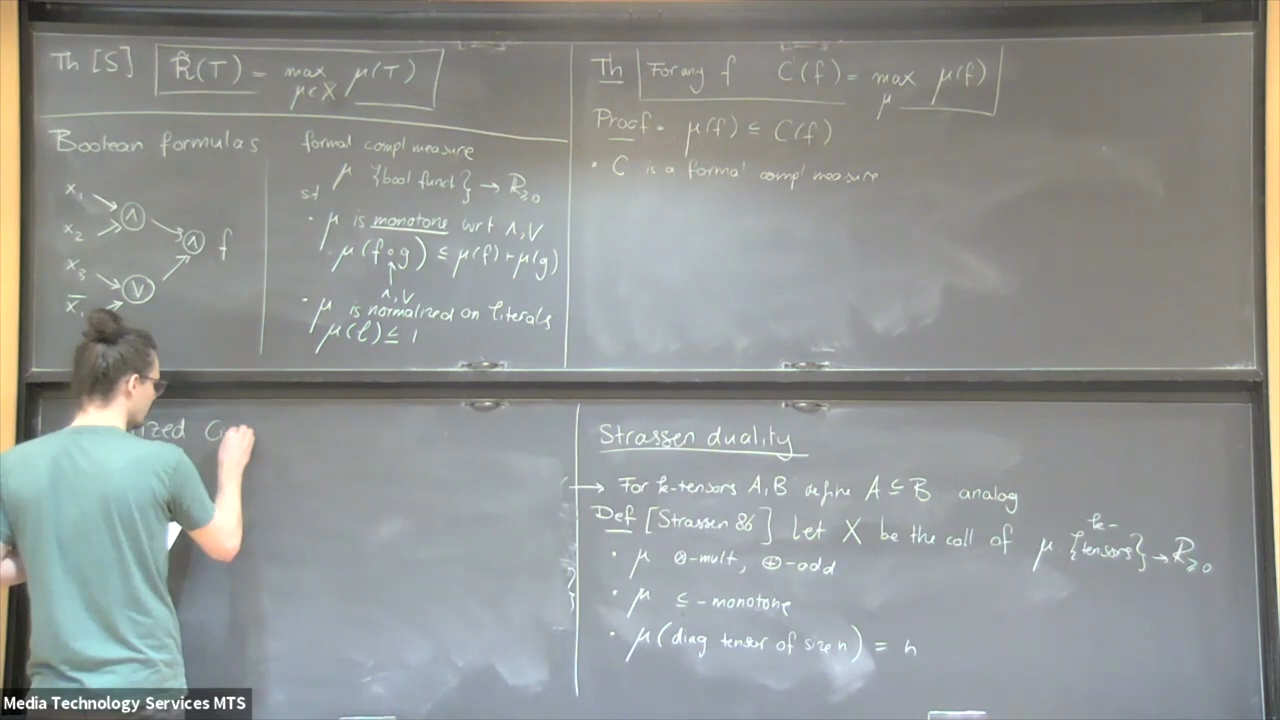 Th [S] R̃(T) = max μ(T)
μ∈X
Boolean formulas
x₁
x₂
x₃
x̄₁
∧
∨
∧ f
formal compl measure
μ {bool funct} → ℝ≥0
st
· μ is monotone wrt ∧,∨
· μ(f∘g) ≤ μ(f)+μ(g)
∧,∨
· μ is normalized on literals
μ(ℓ) ≤ 1
Th For any f C(f) = max μ(f)
μ
Proof · μ(f) ≤ C(f)
· C is a formal compl measure
Strassen duality
→ For k-tensors A,B define A ≤ B analog
Def [Strassen 86] Let X be the coll of μ {k-tensors} → ℝ≥0
· μ ⊗-mult, ⊕-add
· μ ≤-monotone
· μ(diag tensor of size n) = n
Media Technology Services MTS